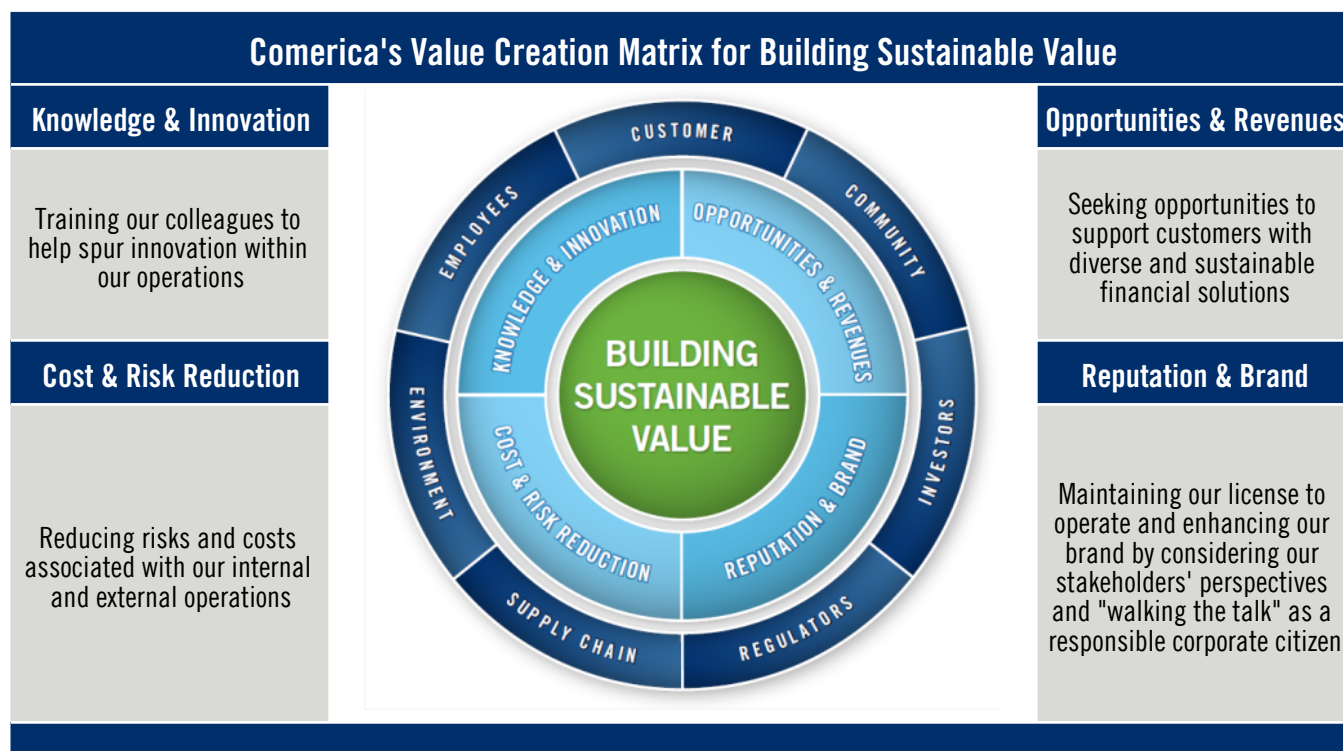 Comerica's Value Creation Matrix for Building Sustainable Value
Knowledge & Innovation
Training our colleagues to
help spur innovation within
our operations
Cost & Risk Reduction
Reducing risks and costs
associated with our internal
and external operations
CUSTOMER
COMMUNITY
INVESTORS
REGULATORS
SUPPLY CHAIN
ENVIRONMENT
EMPLOYEES
KNOWLEDGE & INNOVATION
OPPORTUNITIES & REVENUES
REPUTATION & BRAND
COST & RISK REDUCTION
BUILDING
SUSTAINABLE
VALUE
Opportunities & Revenues
Seeking opportunities to
support customers with
diverse and sustainable
financial solutions
Reputation & Brand
Maintaining our license to
operate and enhancing our
brand by considering our
stakeholders' perspectives
and "walking the talk" as a
responsible corporate citizen